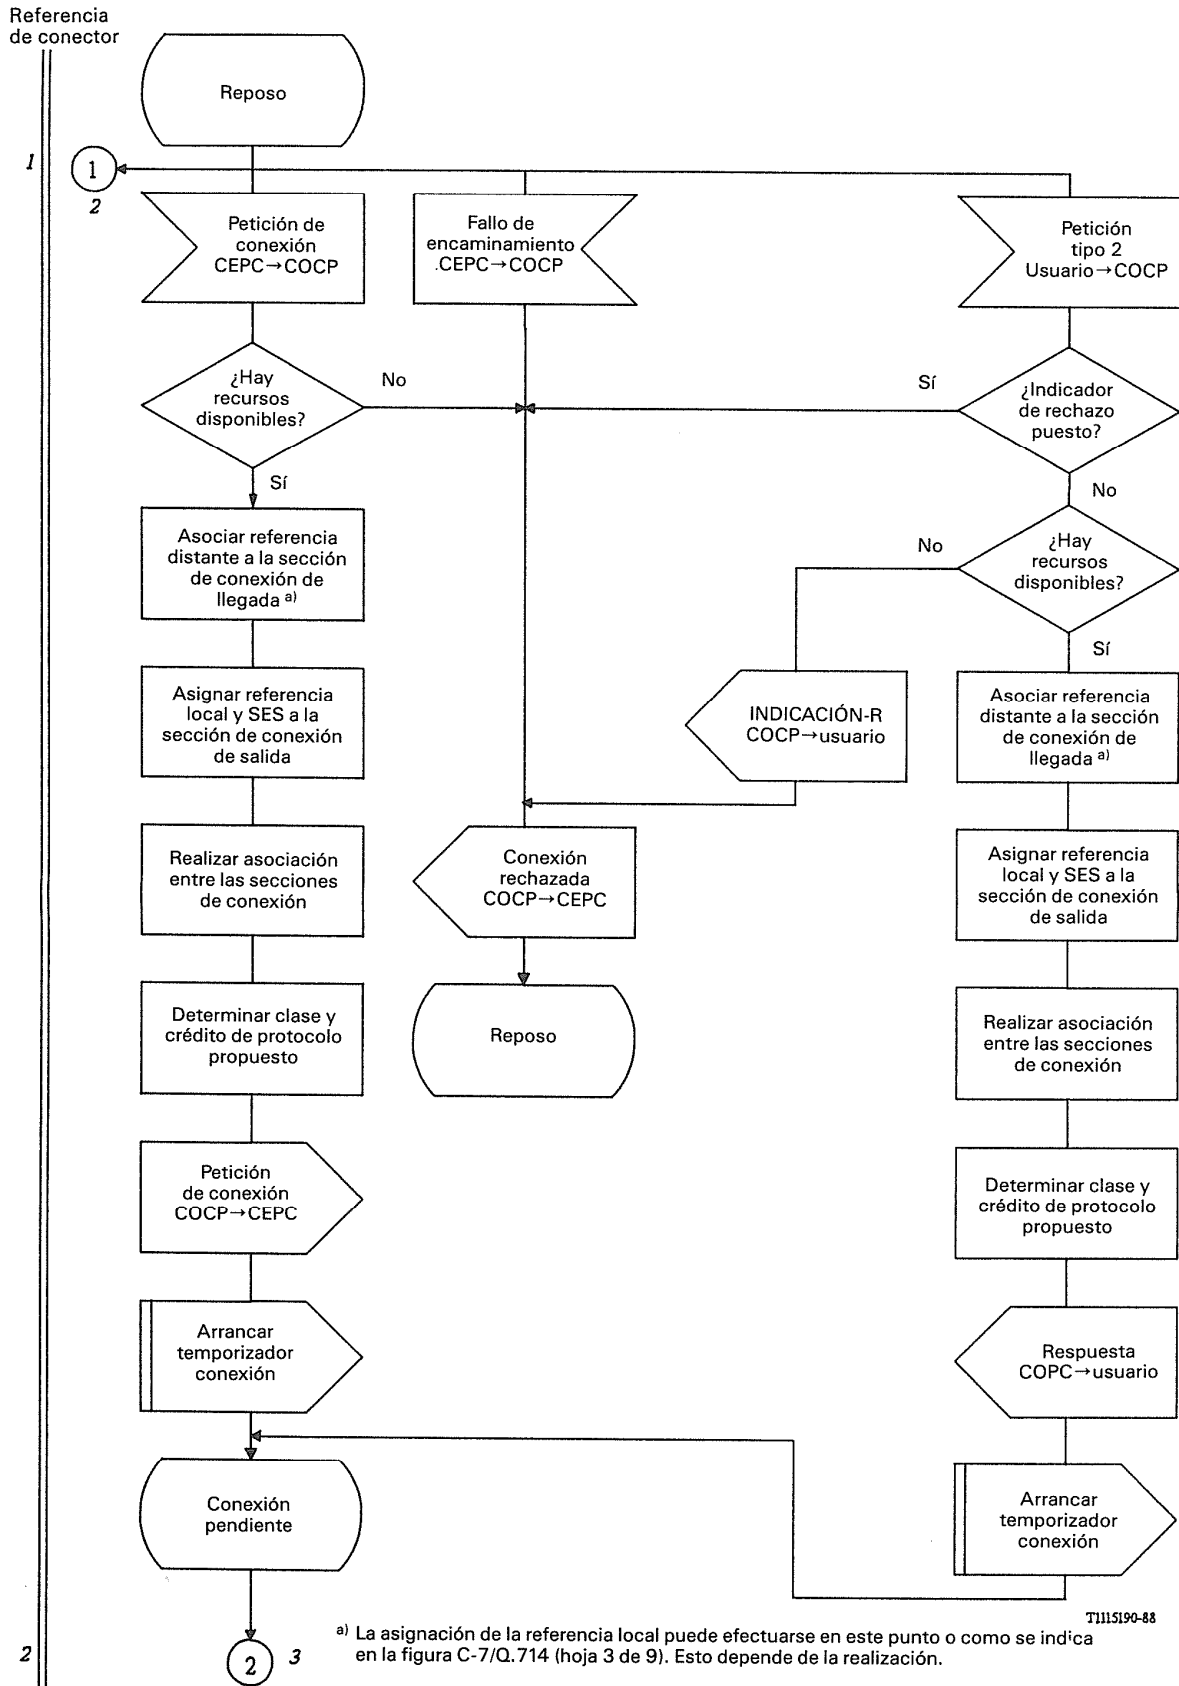 Referencia
de conector
Reposo
1
1
2
Petición de
conexión
CEPC→COCP
Fallo de
encaminamiento
.CEPC→COCP
Petición
tipo 2
Usuario→COCP
¿Hay
recursos
disponibles?
No
Sí
Sí
¿Indicador
de rechazo
puesto?
No
Asociar referencia
distante a la sección
de conexión de
llegada a)
No
¿Hay
recursos
disponibles?
Sí
Asignar referencia
local y SES a la
sección de conexión
de salida
INDICACIÓN-R
COCP→usuario
Asociar referencia
distante a la sección
de conexión de
llegada a)
Realizar asociación
entre las secciones
de conexión
Conexión
rechazada
COCP→CEPC
Asignar referencia
local y SES a la
sección de conexión
de salida
Determinar clase y
crédito de protocolo
propuesto
Reposo
Realizar asociación
entre las secciones
de conexión
Petición
de conexión
COCP→CEPC
Determinar clase y
crédito de protocolo
propuesto
Arrancar
temporizador
conexión
Respuesta
COPC→usuario
Conexión
pendiente
Arrancar
temporizador
conexión
T1115190-88
2
2
3
a) La asignación de la referencia local puede efectuarse en este punto o como se indica
en la figura C-7/Q.714 (hoja 3 de 9). Esto depende de la realización.